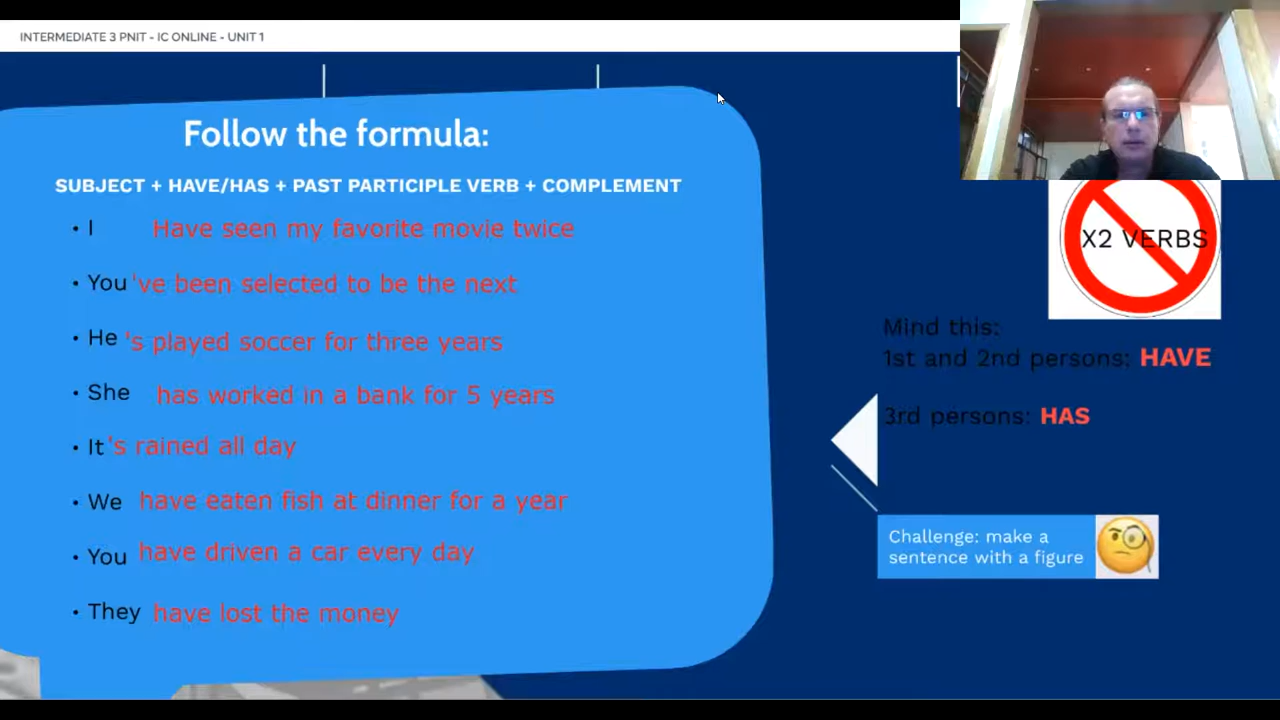 INTERMEDIATE 3 PNIT - IC ONLINE - UNIT 1
Follow the formula:
SUBJECT + HAVE/HAS + PAST PARTICIPLE VERB + COMPLEMENT
• I Have seen my favorite movie twice
• You 've been selected to be the next
• He 's played soccer for three years
• She has worked in a bank for 5 years
• It 's rained all day
• We have eaten fish at dinner for a year
• You have driven a car every day
• They have lost the money
X2 VERBS
Mind this:
1st and 2nd persons: HAVE
3rd persons: HAS
Challenge: make a
sentence with a figure